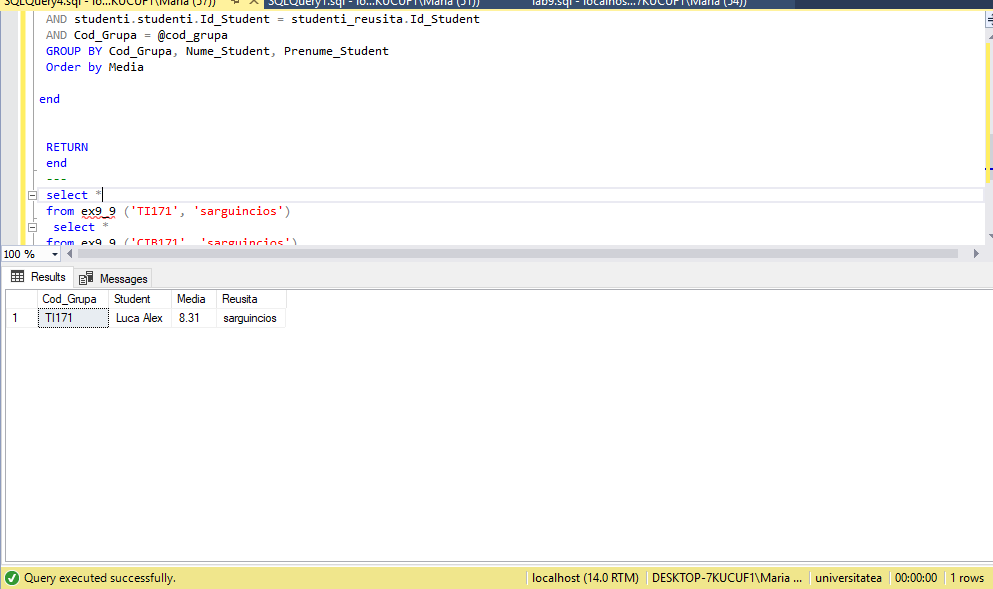 SQLQuery4.sql - lo...KUCUF1\Maria (57)) SQLQuery1.sql - lo...KUCUF1\Maria (51)) lab9.sql - localhos...7KUCUF1\Maria (54))
AND studenti.studenti.Id_Student = studenti_reusita.Id_Student
AND Cod_Grupa = @cod_grupa
GROUP BY Cod_Grupa, Nume_Student, Prenume_Student
Order by Media
end
RETURN
end
---
select *
from ex9_9 ('TI171', 'sarguincios')
select *
from ex9_9 ('CIB171', 'sarguincios')
100 %
Results Messages
Cod_Grupa Student Media Reusita
1 TI171 Luca Alex 8.31 sarguincios
Query executed successfully. localhost (14.0 RTM) DESKTOP-7KUCUF1\Maria ... universitatea 00:00:00 1 rows